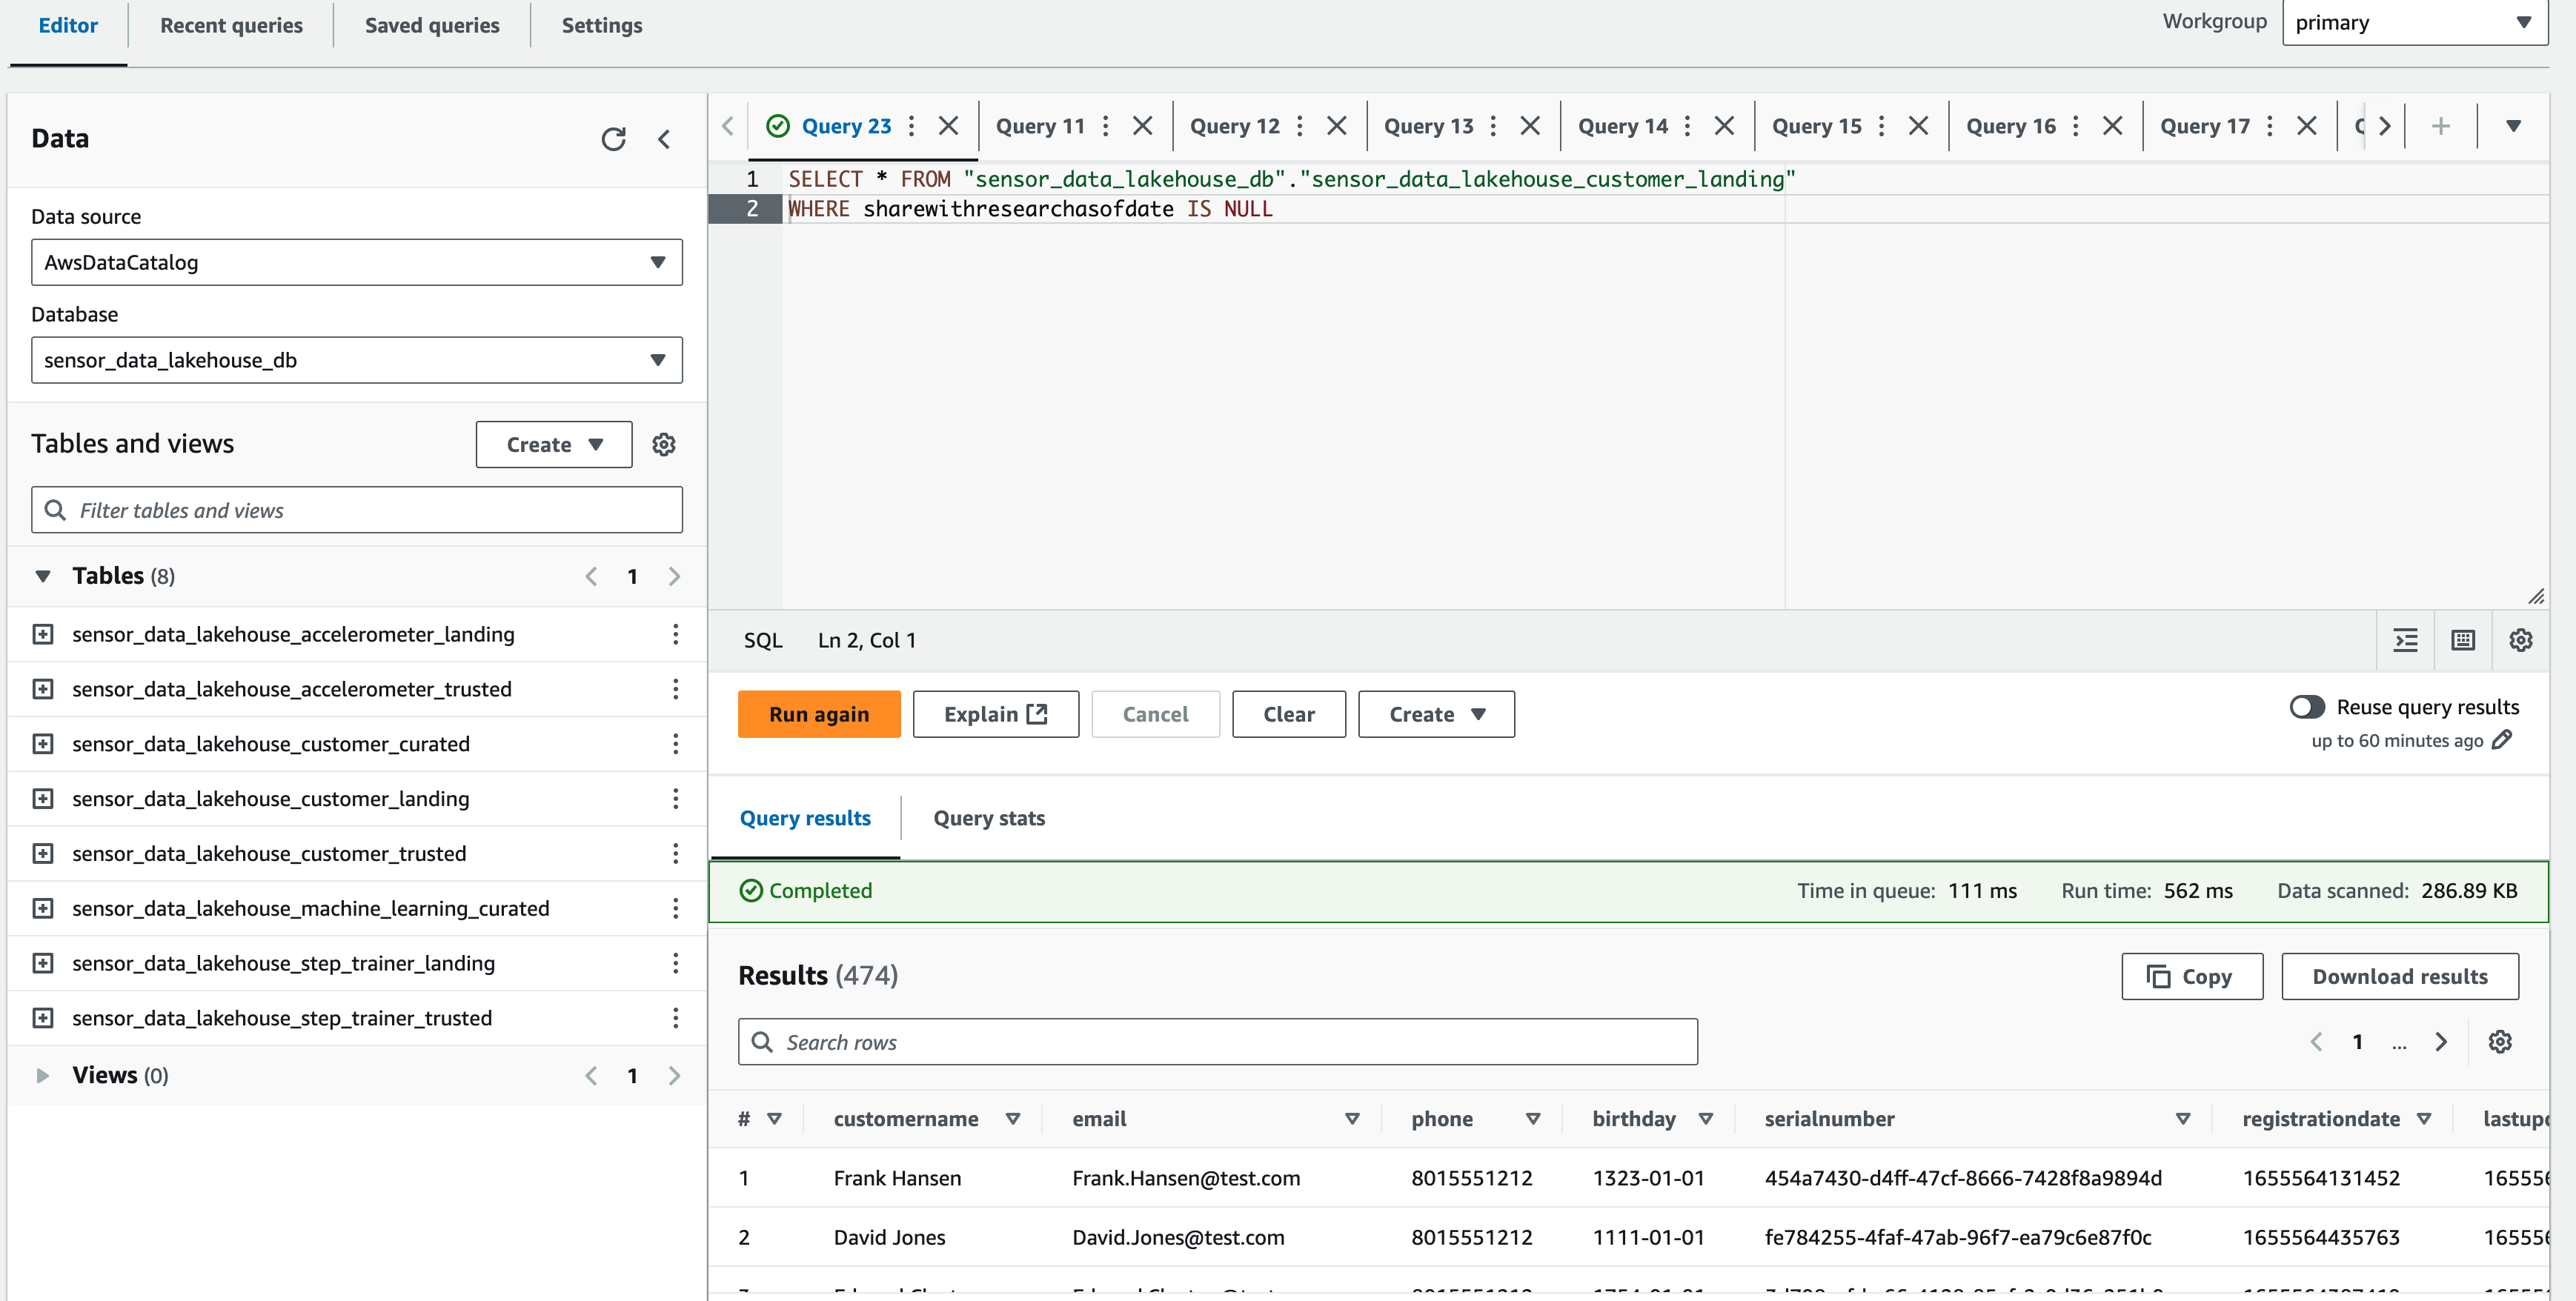 Editor Recent queries Saved queries Settings Workgroup primary
Data
Data source
AwsDataCatalog
Database
sensor_data_lakehouse_db
Tables and views Create
Filter tables and views
Tables (8) 1
sensor_data_lakehouse_accelerometer_landing
sensor_data_lakehouse_accelerometer_trusted
sensor_data_lakehouse_customer_curated
sensor_data_lakehouse_customer_landing
sensor_data_lakehouse_customer_trusted
sensor_data_lakehouse_machine_learning_curated
sensor_data_lakehouse_step_trainer_landing
sensor_data_lakehouse_step_trainer_trusted
Views (0) 1
Query 23 Query 11 Query 12 Query 13 Query 14 Query 15 Query 16 Query 17
1 SELECT * FROM "sensor_data_lakehouse_db"."sensor_data_lakehouse_customer_landing"
2 WHERE sharewithresearchasofdate IS NULL
SQL Ln 2, Col 1
Run again Explain Cancel Clear Create Reuse query results
up to 60 minutes ago
Query results Query stats
Completed Time in queue: 111 ms Run time: 562 ms Data scanned: 286.89 KB
Results (474) Copy Download results
Search rows 1 ...
# customername email phone birthday serialnumber registrationdate
1 Frank Hansen Frank.Hansen@test.com 8015551212 1323-01-01 454a7430-d4ff-47cf-8666-7428f8a9894d 1655564131452
2 David Jones David.Jones@test.com 8015551212 1111-01-01 fe784255-4faf-47ab-96f7-ea79c6e87f0c 1655564435763